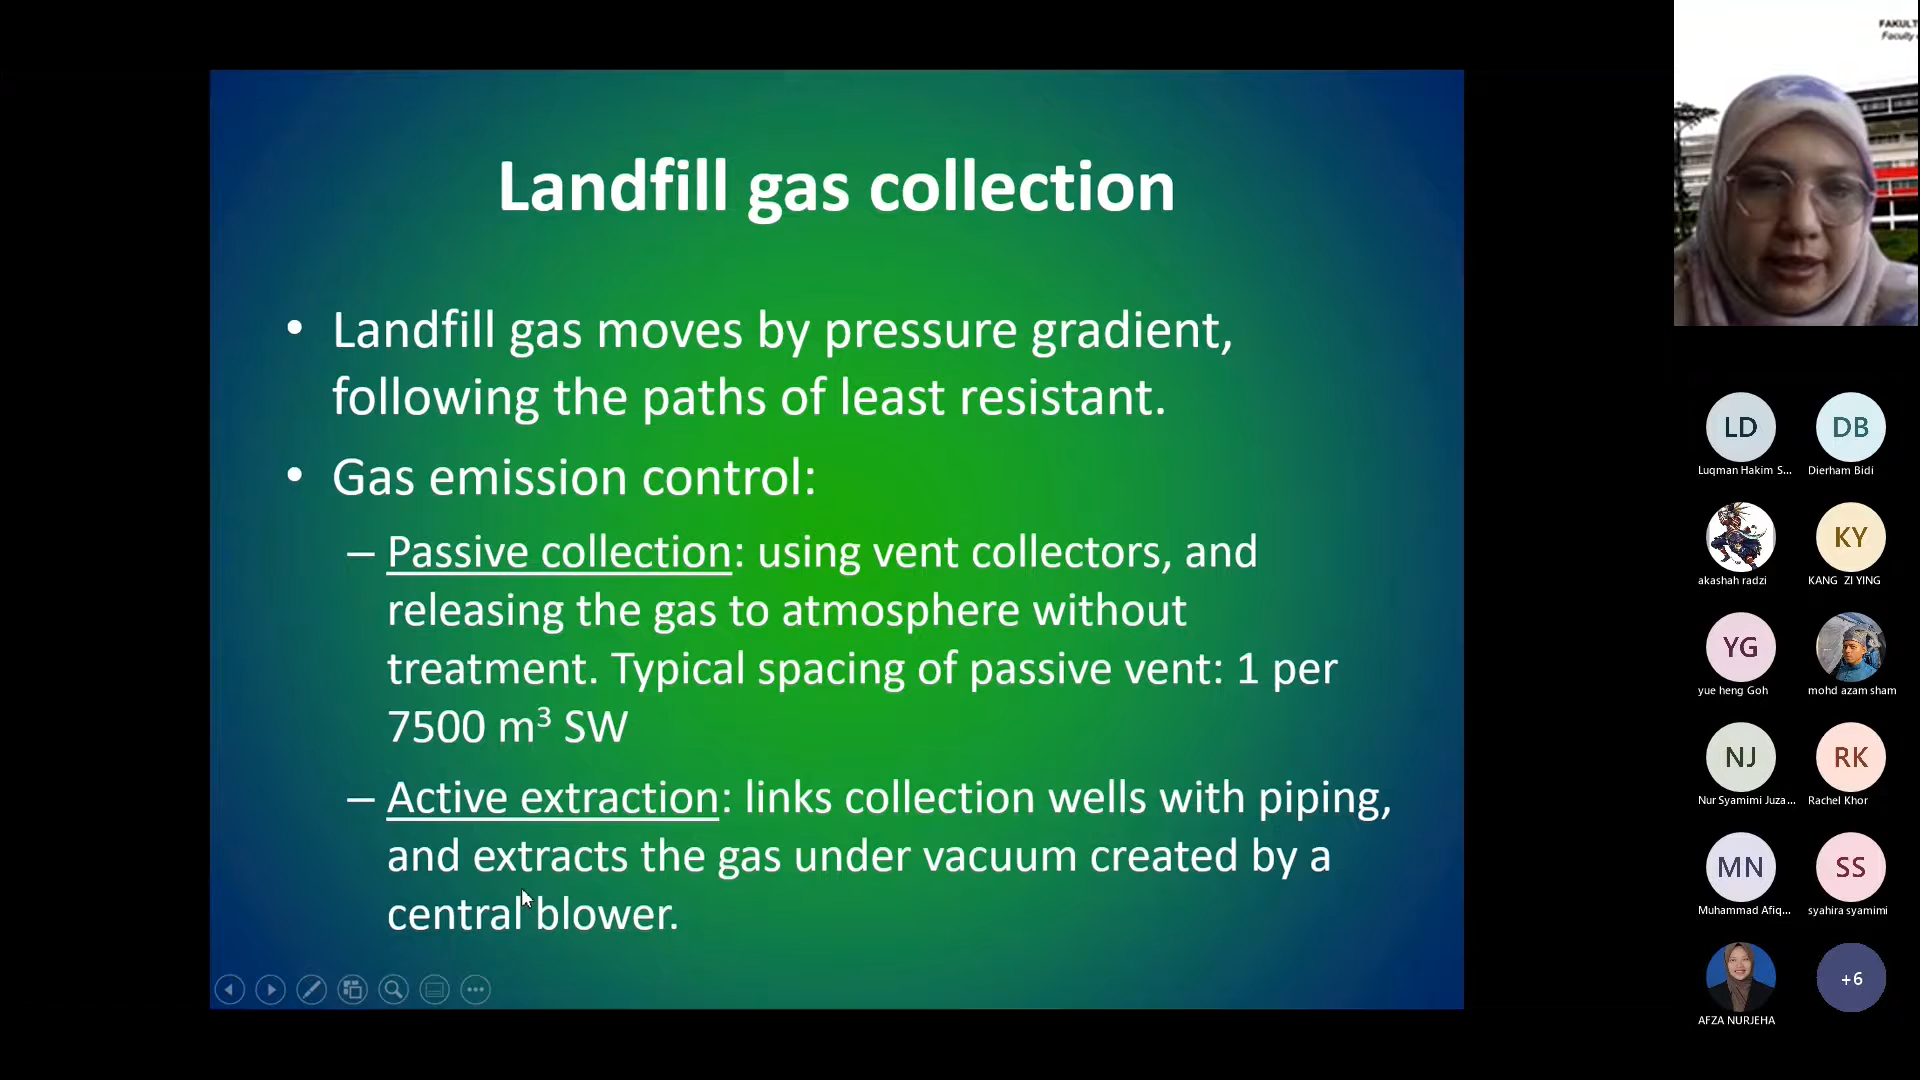 Landfill gas collection
• Landfill gas moves by pressure gradient,
following the paths of least resistant.
• Gas emission control:
– Passive collection: using vent collectors, and
releasing the gas to atmosphere without
treatment. Typical spacing of passive vent: 1 per
7500 m³ SW
– Active extraction: links collection wells with piping,
and extracts the gas under vacuum created by a
central blower.
FAKULT
Faculty
LD DB
Luqman Hakim S... Dierham Bidi
KY
akashah radzi KANG ZI YING
YG
yue heng Goh mohd azam sham
NJ RK
Nur Syamimi Juza... Rachel Khor
MN SS
Muhammad Afiq... syahira syamimi
+6
AFZA NURJEHA